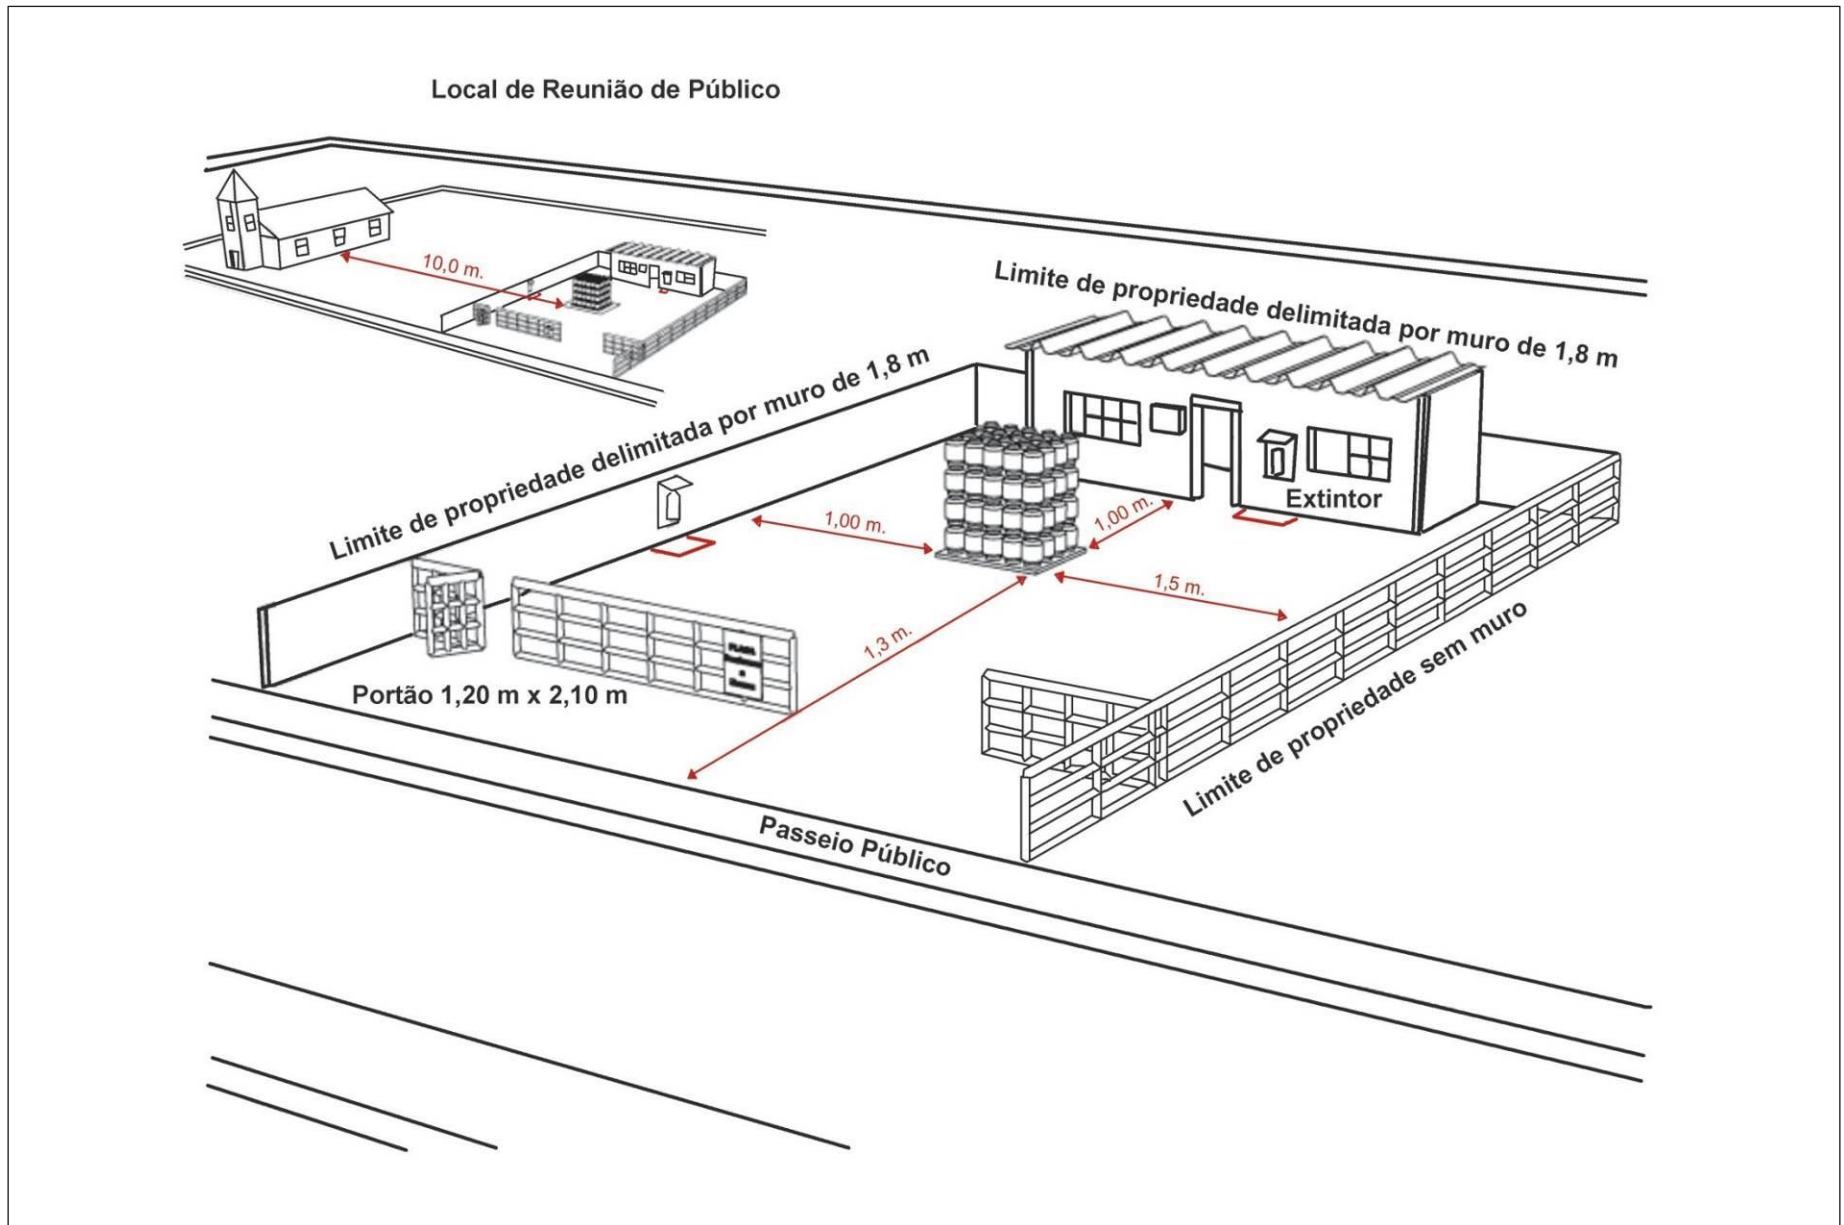 Local de Reunião de Público
10,0 m.
Limite de propriedade delimitada por muro de 1,8 m
Limite de propriedade delimitada por muro de 1,8 m
Extintor
1,00 m.
1,00 m.
1,5 m.
1,3 m.
PLACA
Portão 1,20 m x 2,10 m
Limite de propriedade sem muro
Passeio Público